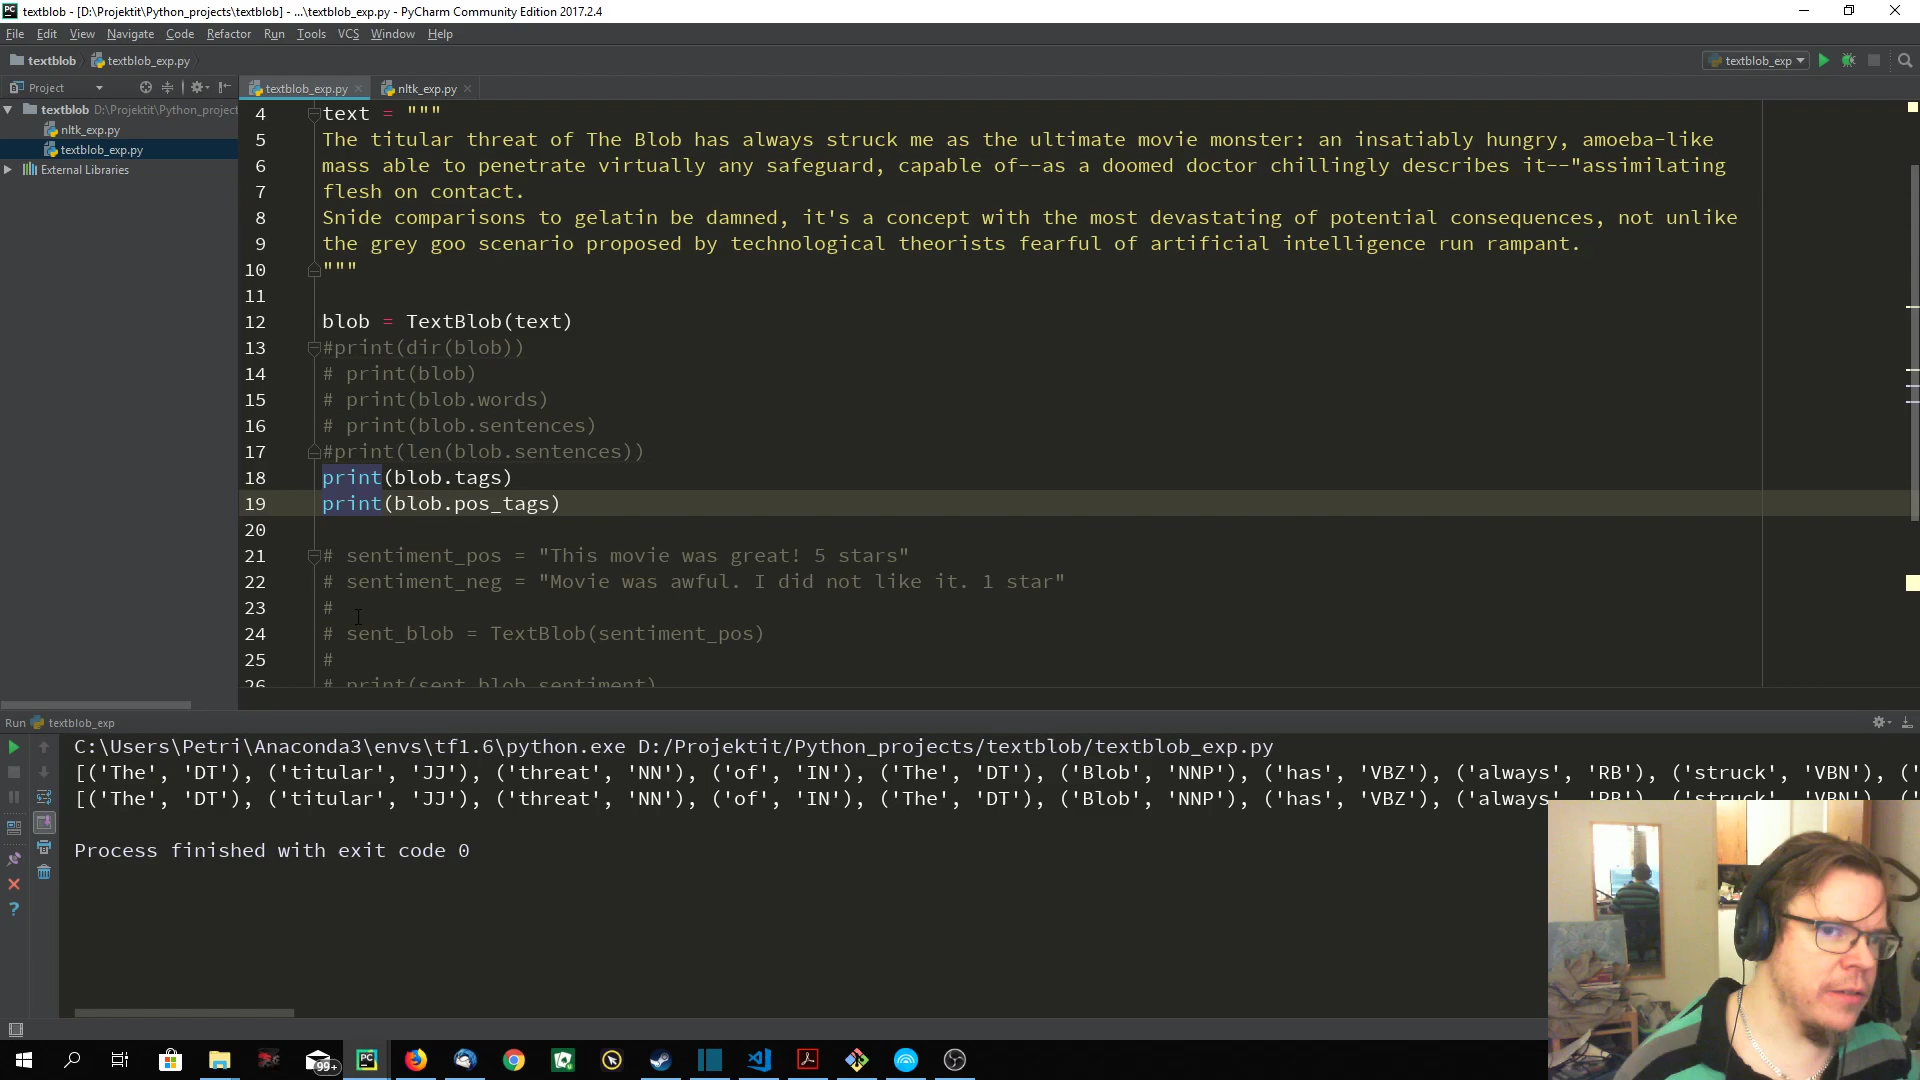 textblob - [D:\Projektit\Python_projects\textblob] - ...\textblob_exp.py - PyCharm Community Edition 2017.2.4
File Edit View Navigate Code Refactor Run Tools VCS Window Help
textblob textblob_exp.py textblob_exp
Project textblob_exp.py nltk_exp.py
textblob D:\Projektit\Python_project
nltk_exp.py
textblob_exp.py
External Libraries
4 text = """
5 The titular threat of The Blob has always struck me as the ultimate movie monster: an insatiably hungry, amoeba-like
6 mass able to penetrate virtually any safeguard, capable of--as a doomed doctor chillingly describes it--"assimilating
7 flesh on contact.
8 Snide comparisons to gelatin be damned, it's a concept with the most devastating of potential consequences, not unlike
9 the grey goo scenario proposed by technological theorists fearful of artificial intelligence run rampant.
10 """
11
12 blob = TextBlob(text)
13 #print(dir(blob))
14 # print(blob)
15 # print(blob.words)
16 # print(blob.sentences)
17 #print(len(blob.sentences))
18 print(blob.tags)
19 print(blob.pos_tags)
20
21 # sentiment_pos = "This movie was great! 5 stars"
22 # sentiment_neg = "Movie was awful. I did not like it. 1 star"
23 #
24 # sent_blob = TextBlob(sentiment_pos)
25 #
26 # print(sent_blob.sentiment)
Run textblob_exp
C:\Users\Petri\Anaconda3\envs\tf1.6\python.exe D:/Projektit/Python_projects/textblob/textblob_exp.py
[('The', 'DT'), ('titular', 'JJ'), ('threat', 'NN'), ('of', 'IN'), ('The', 'DT'), ('Blob', 'NNP'), ('has', 'VBZ'), ('always', 'RB'), ('struck', 'VBN'), ('
[('The', 'DT'), ('titular', 'JJ'), ('threat', 'NN'), ('of', 'IN'), ('The', 'DT'), ('Blob', 'NNP'), ('has', 'VBZ'), ('always', 'RB'), ('struck', 'VBN'), ('
Process finished with exit code 0
99+